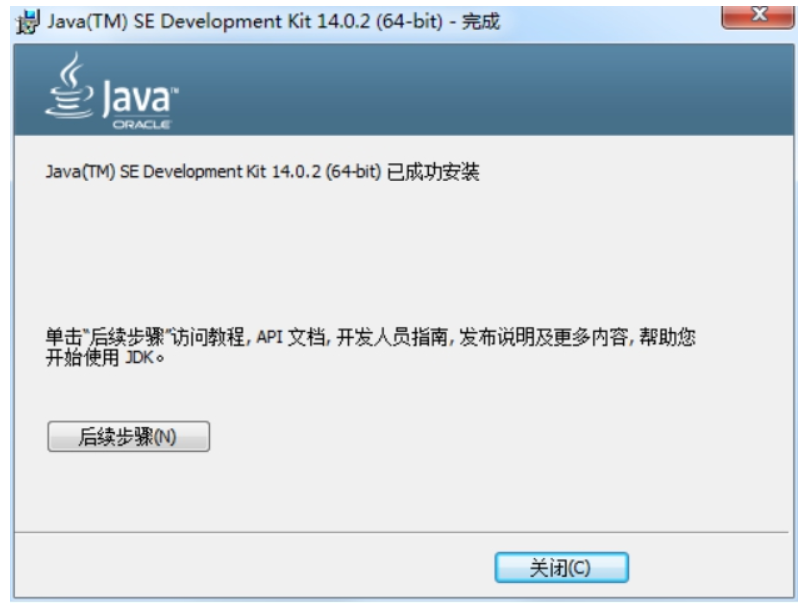 Java(TM) SE Development Kit 14.0.2 (64-bit) - 完成
Java™
ORACLE
Java(TM) SE Development Kit 14.0.2 (64-bit) 已成功安装
单击"后续步骤"访问教程, API 文档, 开发人员指南, 发布说明及更多内容, 帮助您
开始使用 JDK。
后续步骤(N)
关闭(C)